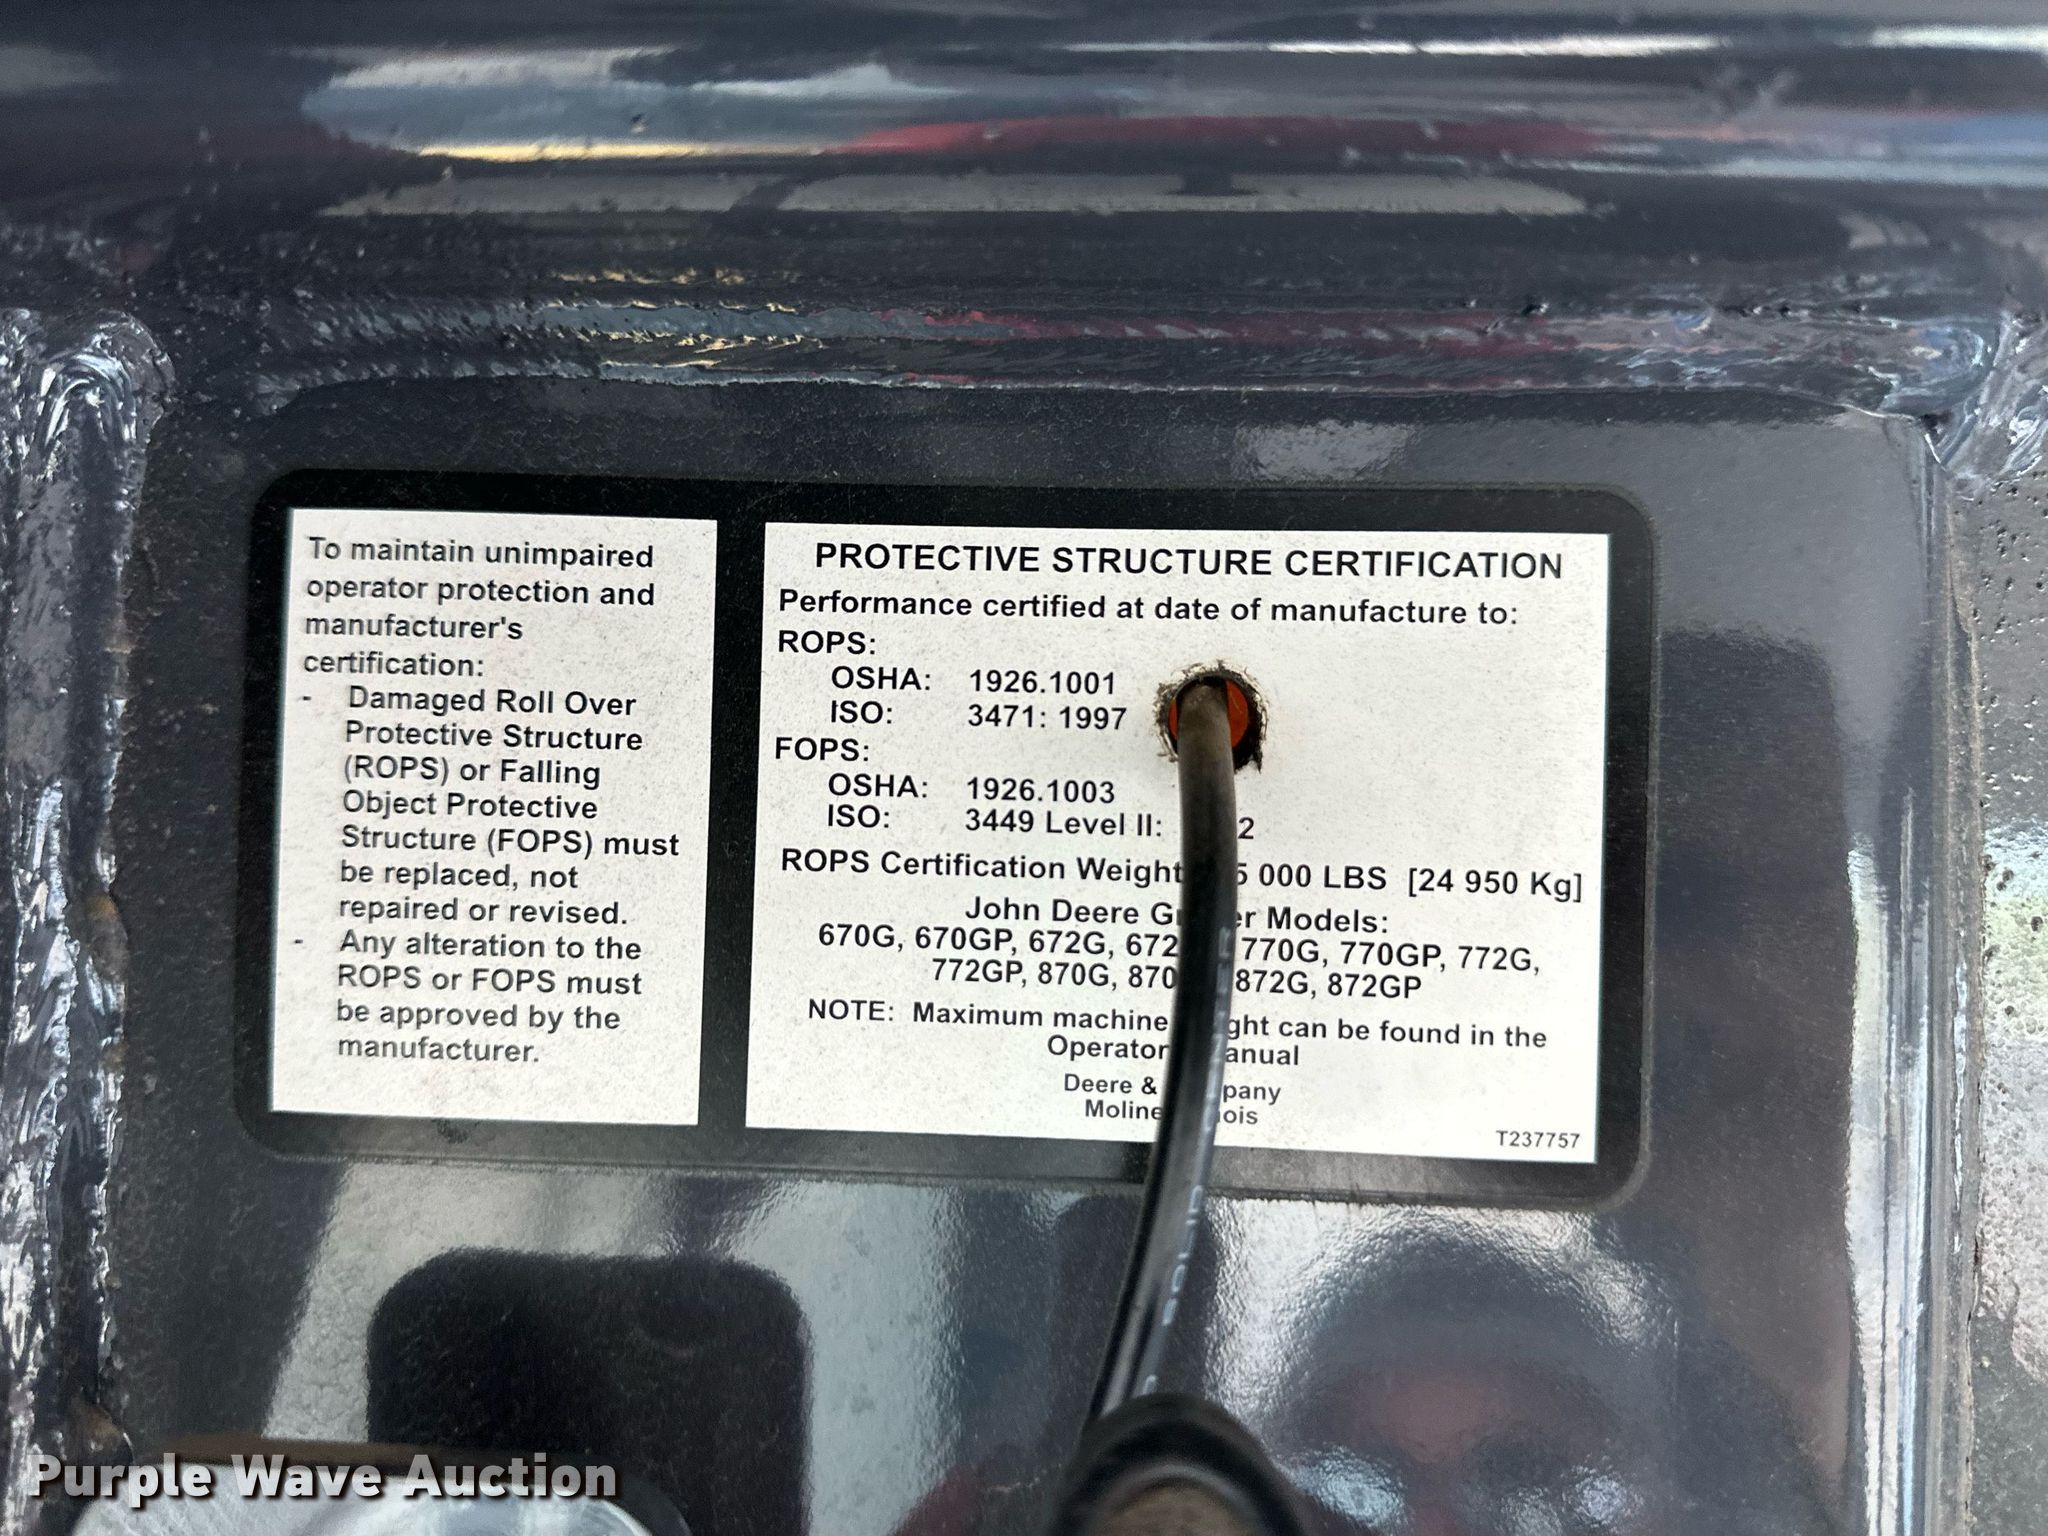 To maintain unimpaired
operator protection and
manufacturer's
certification:
- Damaged Roll Over
Protective Structure
(ROPS) or Falling
Object Protective
Structure (FOPS) must
be replaced, not
repaired or revised.
- Any alteration to the
ROPS or FOPS must
be approved by the
manufacturer.
PROTECTIVE STRUCTURE CERTIFICATION
Performance certified at date of manufacture to:
ROPS:
OSHA: 1926.1001
ISO: 3471: 1997
FOPS:
OSHA: 1926.1003
ISO: 3449 Level II:
ROPS Certification Weight 000 LBS [24 950 Kg]
John Deere Models:
670G, 670GP, 672G, 770G, 770GP, 772G,
772GP, 870G, 872G, 872GP
NOTE: Maximum machine can be found in the
Operator
Deere &
Moline
T237757
Purple Wave Auction